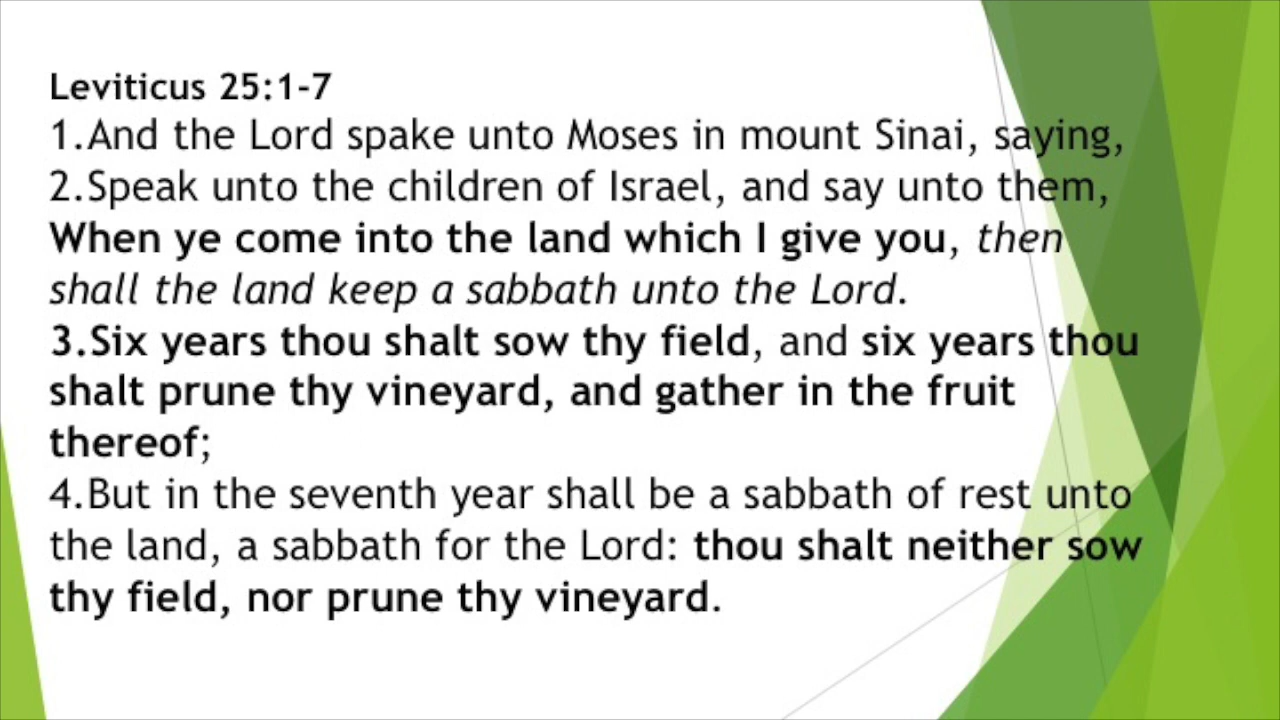 Leviticus 25:1-7
1.And the Lord spake unto Moses in mount Sinai, saying,
2.Speak unto the children of Israel, and say unto them,
When ye come into the land which I give you, then
shall the land keep a sabbath unto the Lord.
3.Six years thou shalt sow thy field, and six years thou
shalt prune thy vineyard, and gather in the fruit
thereof;
4.But in the seventh year shall be a sabbath of rest unto
the land, a sabbath for the Lord: thou shalt neither sow
thy field, nor prune thy vineyard.